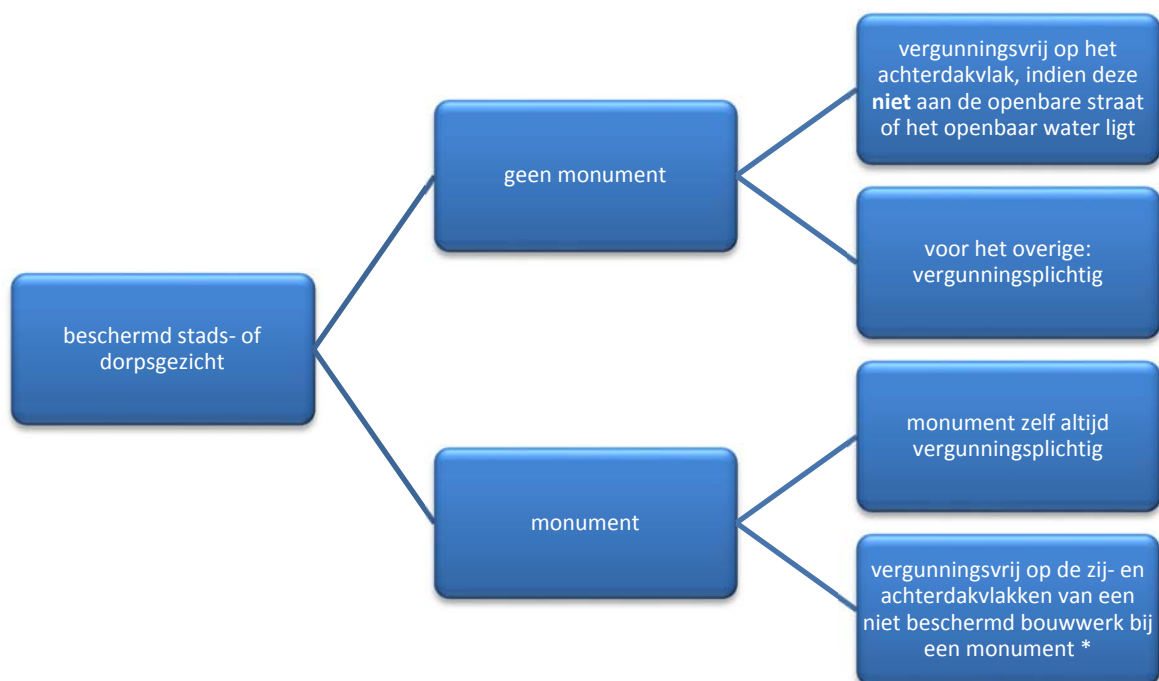 beschermd stads- of
dorpsgezicht
geen monument
vergunningsvrij op het
achterdakvlak, indien deze
niet aan de openbare straat
of het openbaar water ligt
voor het overige:
vergunningsplichtig
monument
monument zelf altijd
vergunningsplichtig
vergunningsvrij op de zij- en
achterdakvlakken van een
niet beschermd bouwwerk bij
een monument *